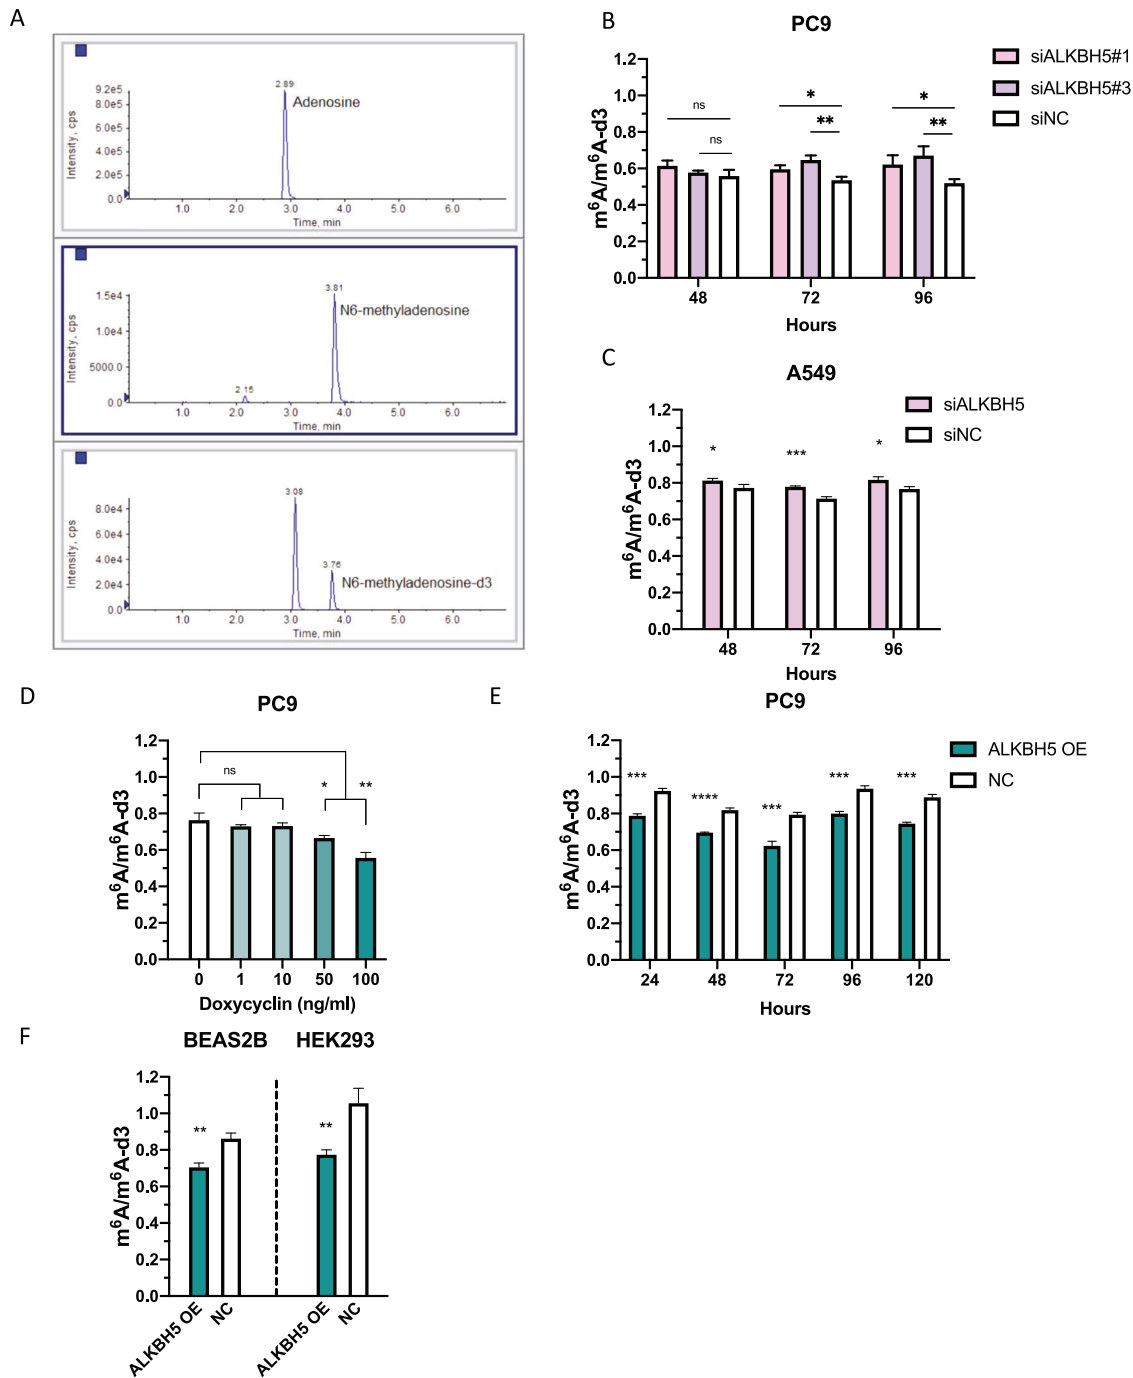 A
Intensity, cps
9.2e5
8.0e5
6.0e5
4.0e5
2.0e5
0.0
2.89
Adenosine
1.0 2.0 3.0 4.0 5.0 6.0
Time, min
Intensity, cps
1.5e4
1.0e4
5000.0
0.0
3.81
N6-methyladenosine
2.15
1.0 2.0 3.0 4.0 5.0 6.0
Time, min
Intensity, cps
8.0e4
6.0e4
4.0e4
2.0e4
0.0
3.08
3.76
N6-methyladenosine-d3
1.0 2.0 3.0 4.0 5.0 6.0
Time, min
B
PC9
siALKBH5#1
siALKBH5#3
siNC
m⁶A/m⁶A-d3
1.2
1.0
0.8
0.6
0.4
0.2
0.0
ns
ns
*
**
*
**
48 72 96
Hours
C
A549
siALKBH5
siNC
m⁶A/m⁶A-d3
1.2
1.0
0.8
0.6
0.4
0.2
0.0
* *** *
48 72 96
Hours
D
PC9
m⁶A/m⁶A-d3
1.2
1.0
0.8
0.6
0.4
0.2
0.0
ns * **
0 1 10 50 100
Doxycyclin (ng/ml)
E
PC9
ALKBH5 OE
NC
m⁶A/m⁶A-d3
1.2
1.0
0.8
0.6
0.4
0.2
0.0
*** **** *** *** ***
24 48 72 96 120
Hours
F
BEAS2B HEK293
m⁶A/m⁶A-d3
1.2
1.0
0.8
0.6
0.4
0.2
0.0
** **
ALKBH5 OE NC ALKBH5 OE NC